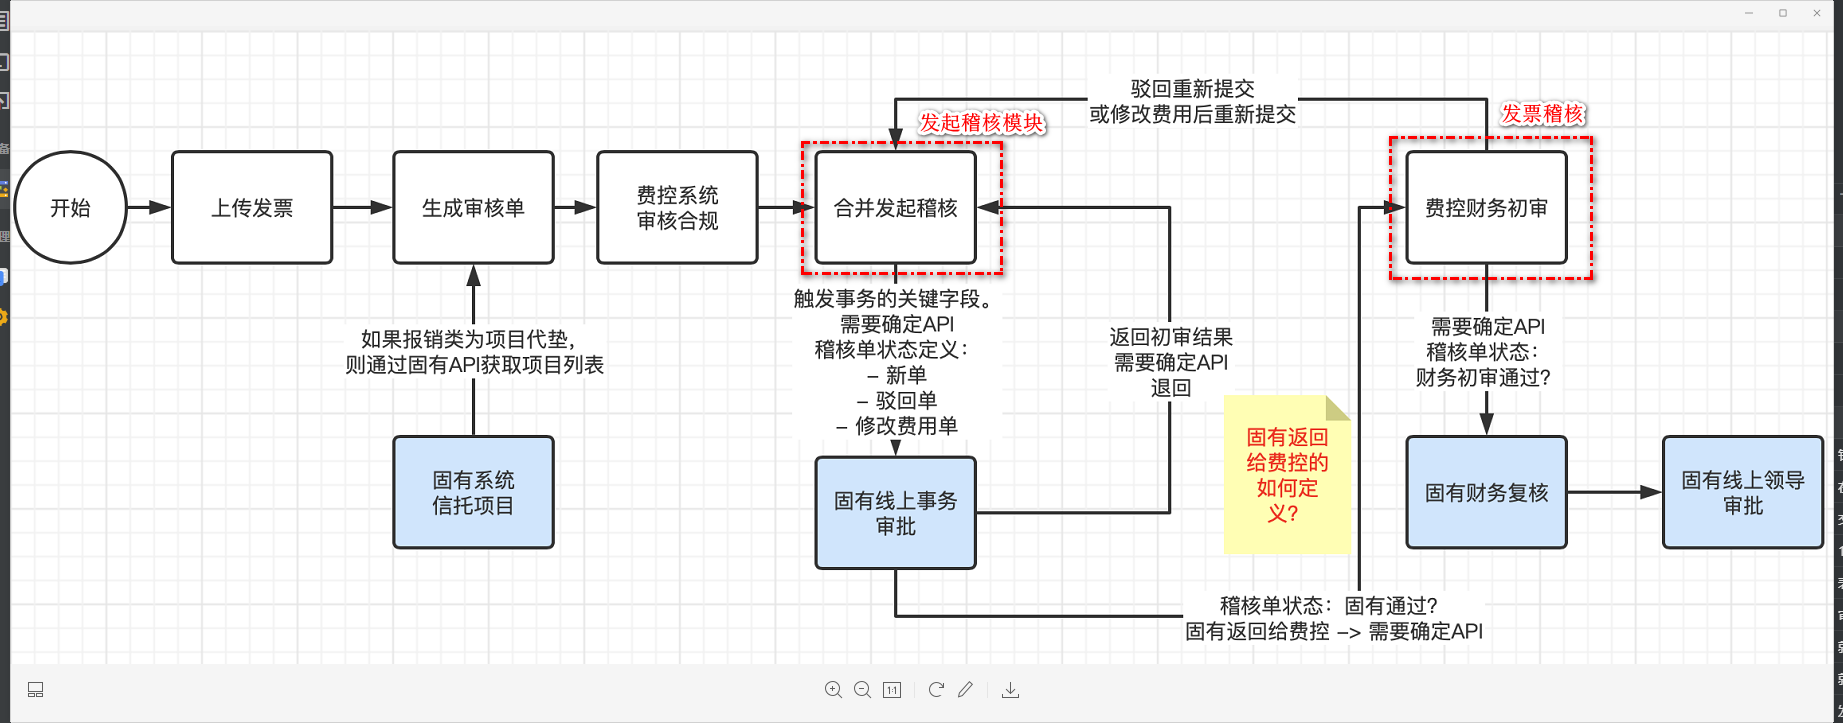 驳回重新提交
或修改费用后重新提交
发起稽核模块
发票稽核
开始
上传发票
生成审核单
费控系统
审核合规
合并发起稽核
费控财务初审
触发事务的关键字段。
需要确定API
稽核单状态定义：
- 新单
- 驳回单
- 修改费用单
如果报销类为项目代垫，
则通过固有API获取项目列表
返回初审结果
需要确定API
退回
需要确定API
稽核单状态：
财务初审通过?
固有返回
给费控的
如何定
义?
固有系统
信托项目
固有线上事务
审批
固有财务复核
固有线上领导
审批
稽核单状态：固有通过?
固有返回给费控 -> 需要确定API
1:1